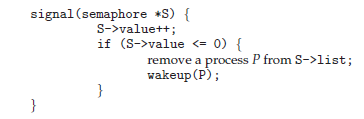 signal(semaphore *S) {
S->value++;
if (S->value <= 0) {
remove a process P from S->list;
wakeup(P);
}
}